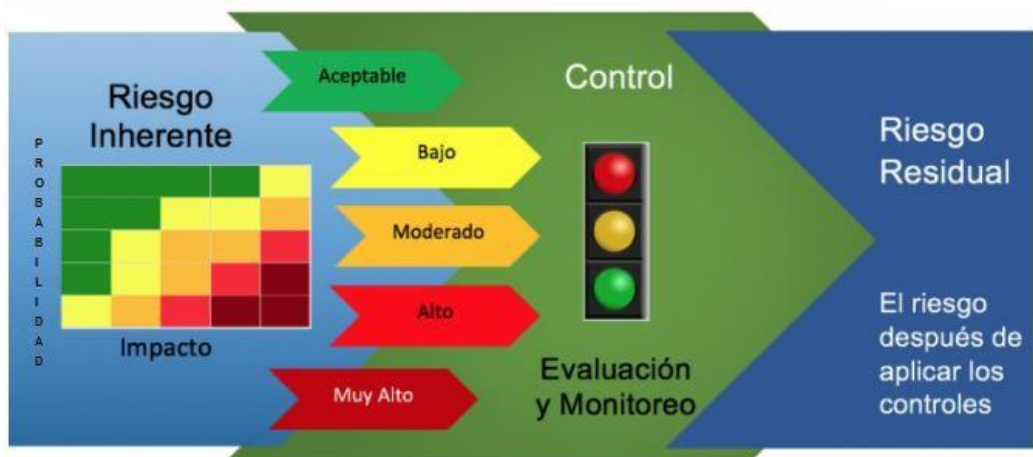 Riesgo
Inherente
PROBABILIDAD
Impacto
Aceptable
Bajo
Moderado
Alto
Muy Alto
Control
Evaluación
y Monitoreo
Riesgo
Residual
El riesgo
después de
aplicar los
controles